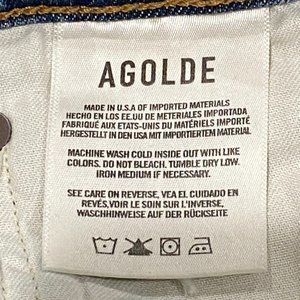 AGOLDE
MADE IN U.S.A OF IMPORTED MATERIALS
HECHO EN LOS EE.UU DE METERIALES IMPORTADA
FABRIQUÉ AUX ETATS-UNIS DU MATÉRIELS IMPORTÉR
HERGESTELLT IN DEN USA MIT IMPORTIERTEM MATERIAL
MACHINE WASH COLD INSIDE OUT WITH LIKE
COLORS. DO NOT BLEACH. TUMBLE DRY LOW.
IRON MEDIUM IF NECESSARY.
SEE CARE ON REVERSE, VEA EL CUIDADO EN
REVÉS, VOIR LE SOIN SUR L'INVERSE,
WASCHHINWEISE AUF DER RÜCKSEITE